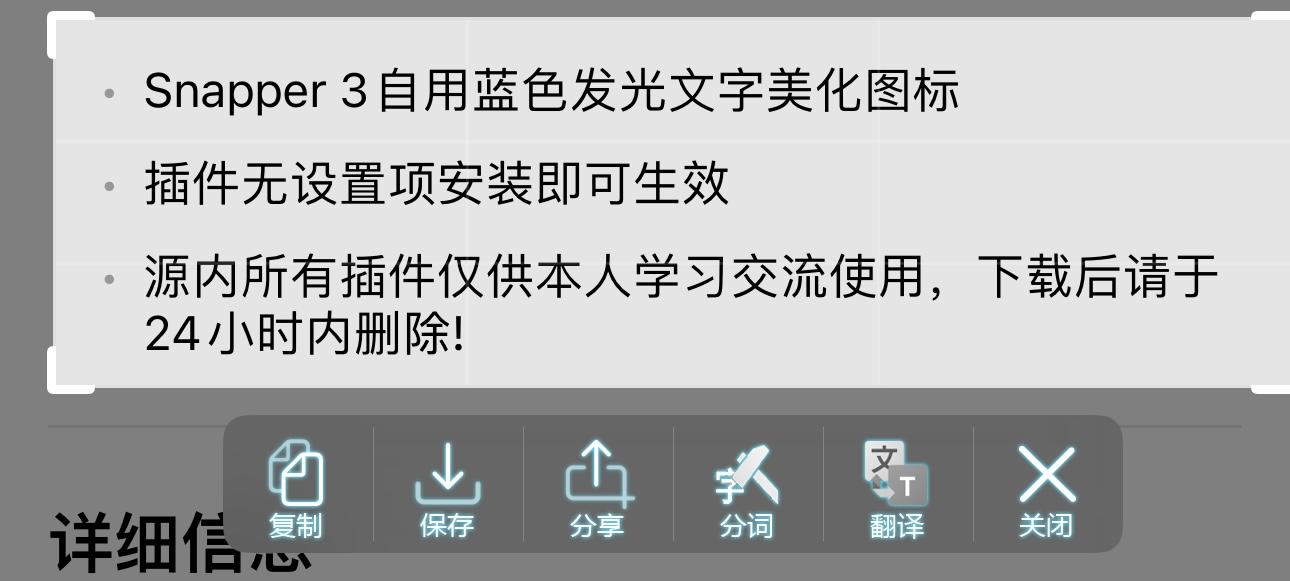 Snapper 3自用蓝色发光文字美化图标
插件无设置项安装即可生效
源内所有插件仅供本人学习交流使用，下载后请于
24小时内删除!
复制
保存
分享
字
分词
文
T
翻译
关闭
详细信息